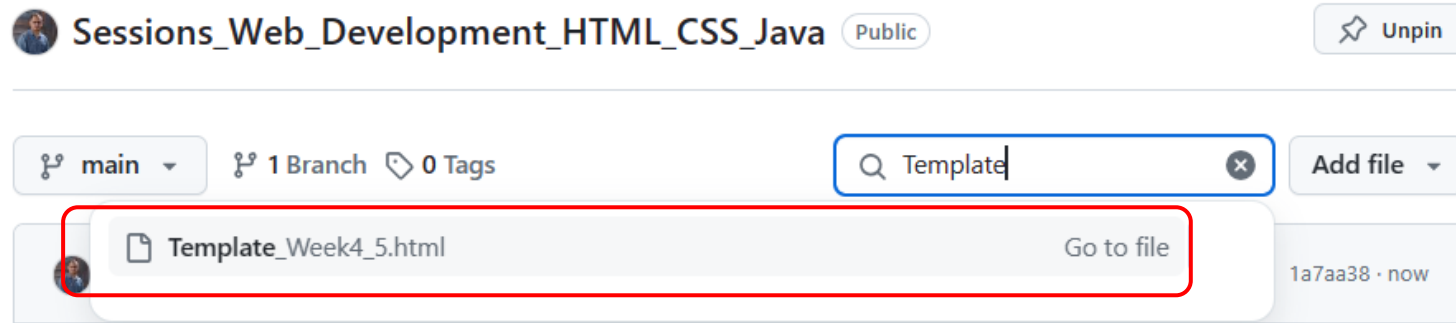 Sessions_Web_Development_HTML_CSS_Java Public Unpin
main 1 Branch 0 Tags Template Add file
Template_Week4_5.html Go to file
1a7aa38 · now